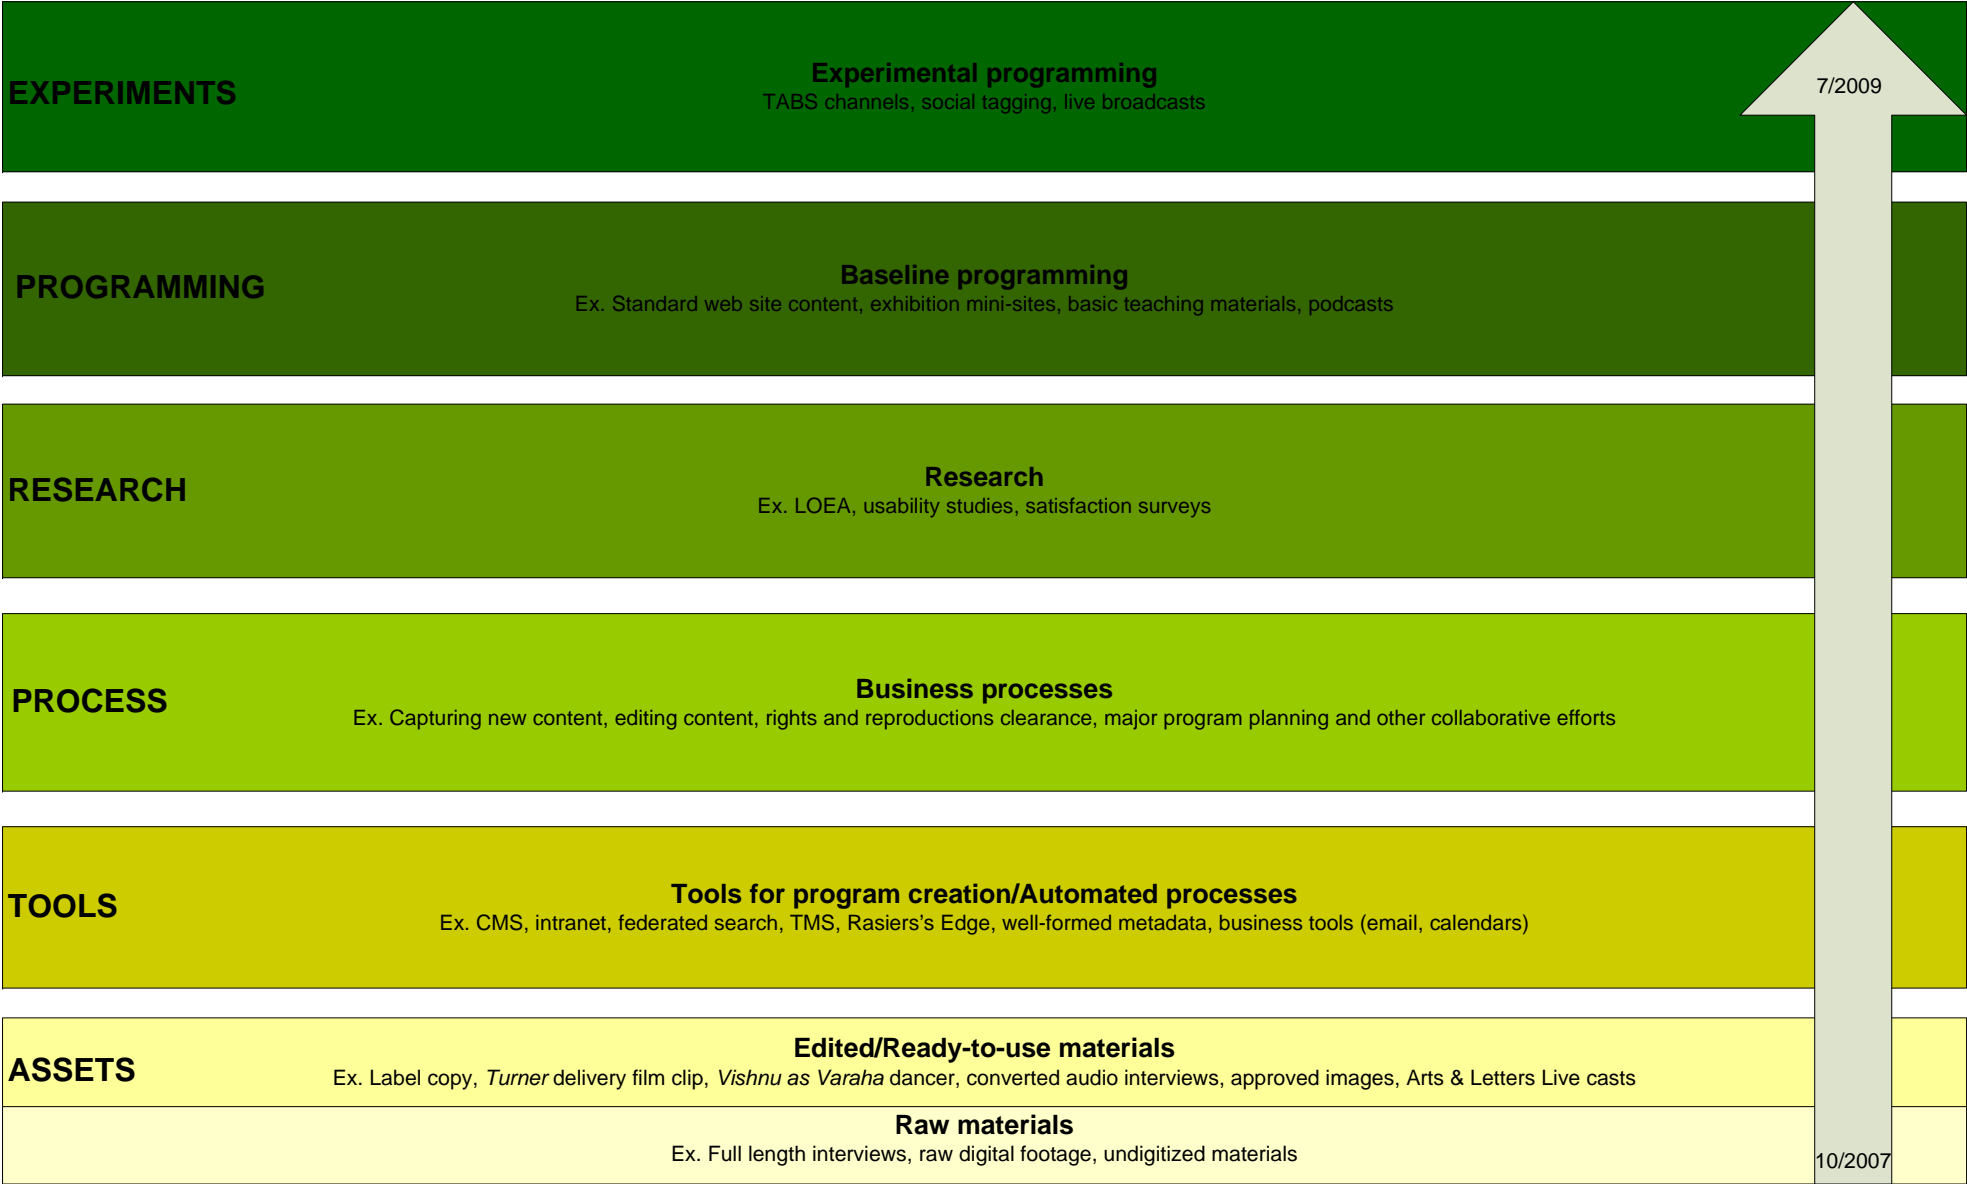 EXPERIMENTS
Experimental programming
TABS channels, social tagging, live broadcasts
7/2009
PROGRAMMING
Baseline programming
Ex. Standard web site content, exhibition mini-sites, basic teaching materials, podcasts
RESEARCH
Research
Ex. LOEA, usability studies, satisfaction surveys
PROCESS
Business processes
Ex. Capturing new content, editing content, rights and reproductions clearance, major program planning and other collaborative efforts
TOOLS
Tools for program creation/Automated processes
Ex. CMS, intranet, federated search, TMS, Rasiers’s Edge, well-formed metadata, business tools (email, calendars)
ASSETS
Edited/Ready-to-use materials
Ex. Label copy, Turner delivery film clip, Vishnu as Varaha dancer, converted audio interviews, approved images, Arts & Letters Live casts
Raw materials
Ex. Full length interviews, raw digital footage, undigitized materials
10/2007